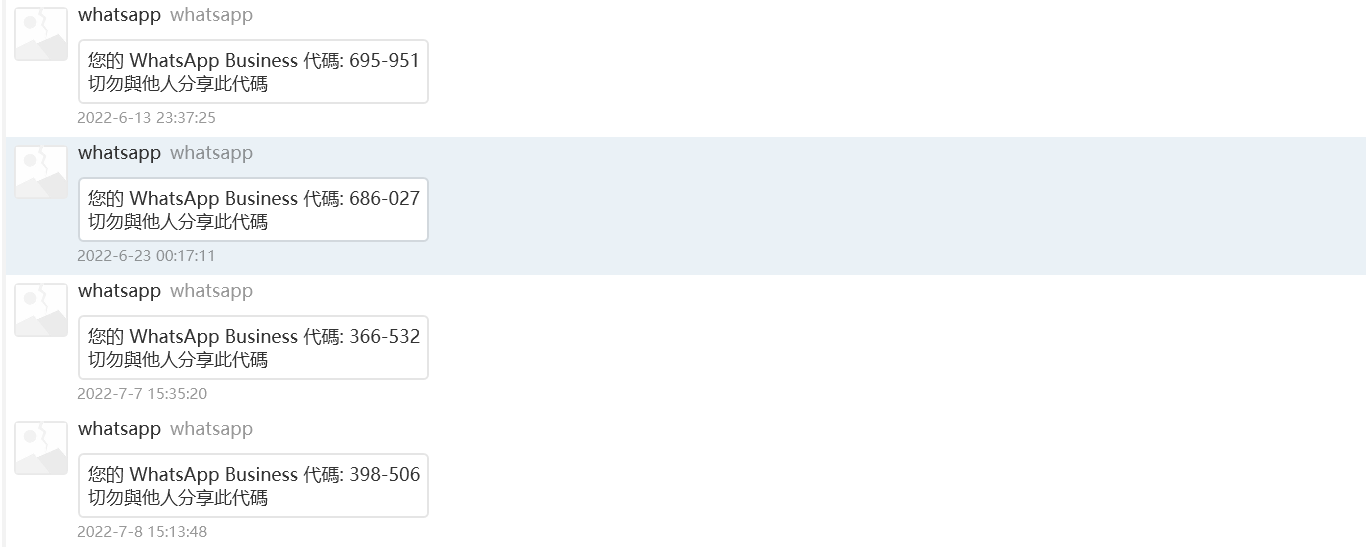 whatsapp whatsapp
您的 WhatsApp Business 代碼: 695-951
切勿與他人分享此代碼
2022-6-13 23:37:25
whatsapp whatsapp
您的 WhatsApp Business 代碼: 686-027
切勿與他人分享此代碼
2022-6-23 00:17:11
whatsapp whatsapp
您的 WhatsApp Business 代碼: 366-532
切勿與他人分享此代碼
2022-7-7 15:35:20
whatsapp whatsapp
您的 WhatsApp Business 代碼: 398-506
切勿與他人分享此代碼
2022-7-8 15:13:48